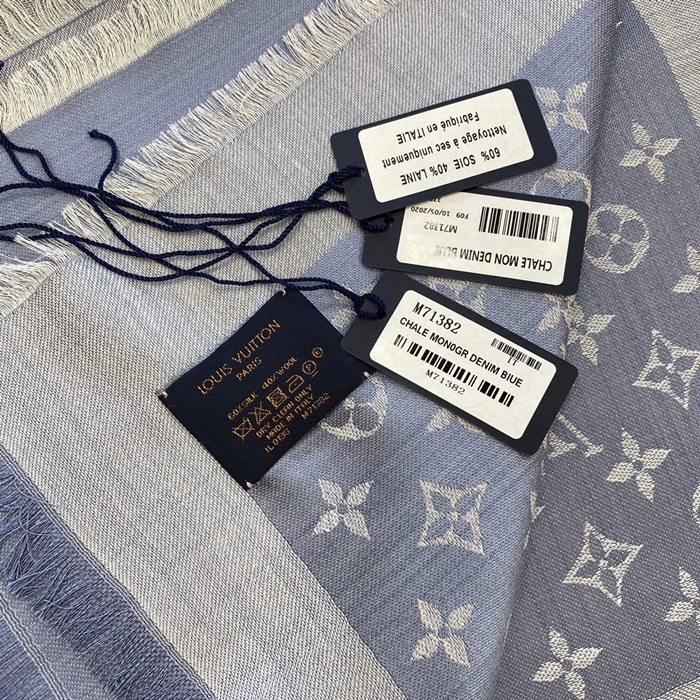 60% SOIE 40% LAINE
Nettoyage à sec uniquement
Fabriqué en ITALIE
CHALE MON DENIM BLUE
M71382
F09 10/05/2020
M71382
CHALE MONOGR DENIM BIUE
IT
M71382
LOUIS VUITTON
PARIS
60/SILK 40/WOOL
DRY CLEAN ONLY
MADE IN ITALY
M71382